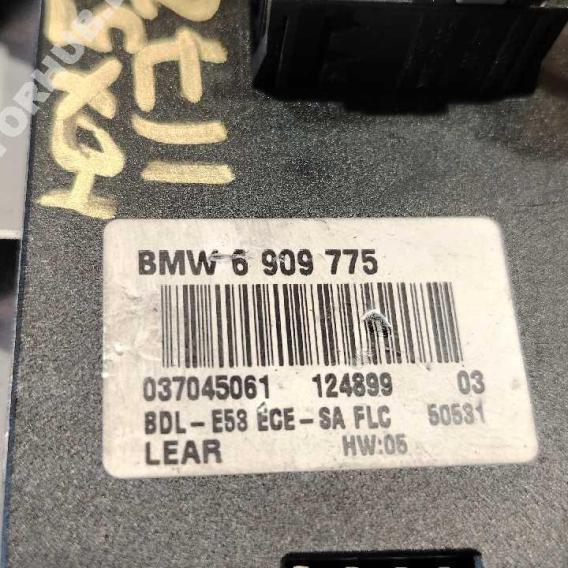 BMW 6 909 775
037045061 124899 03
BDL-E53 ECE-SA FLC 50531
LEAR HW:05